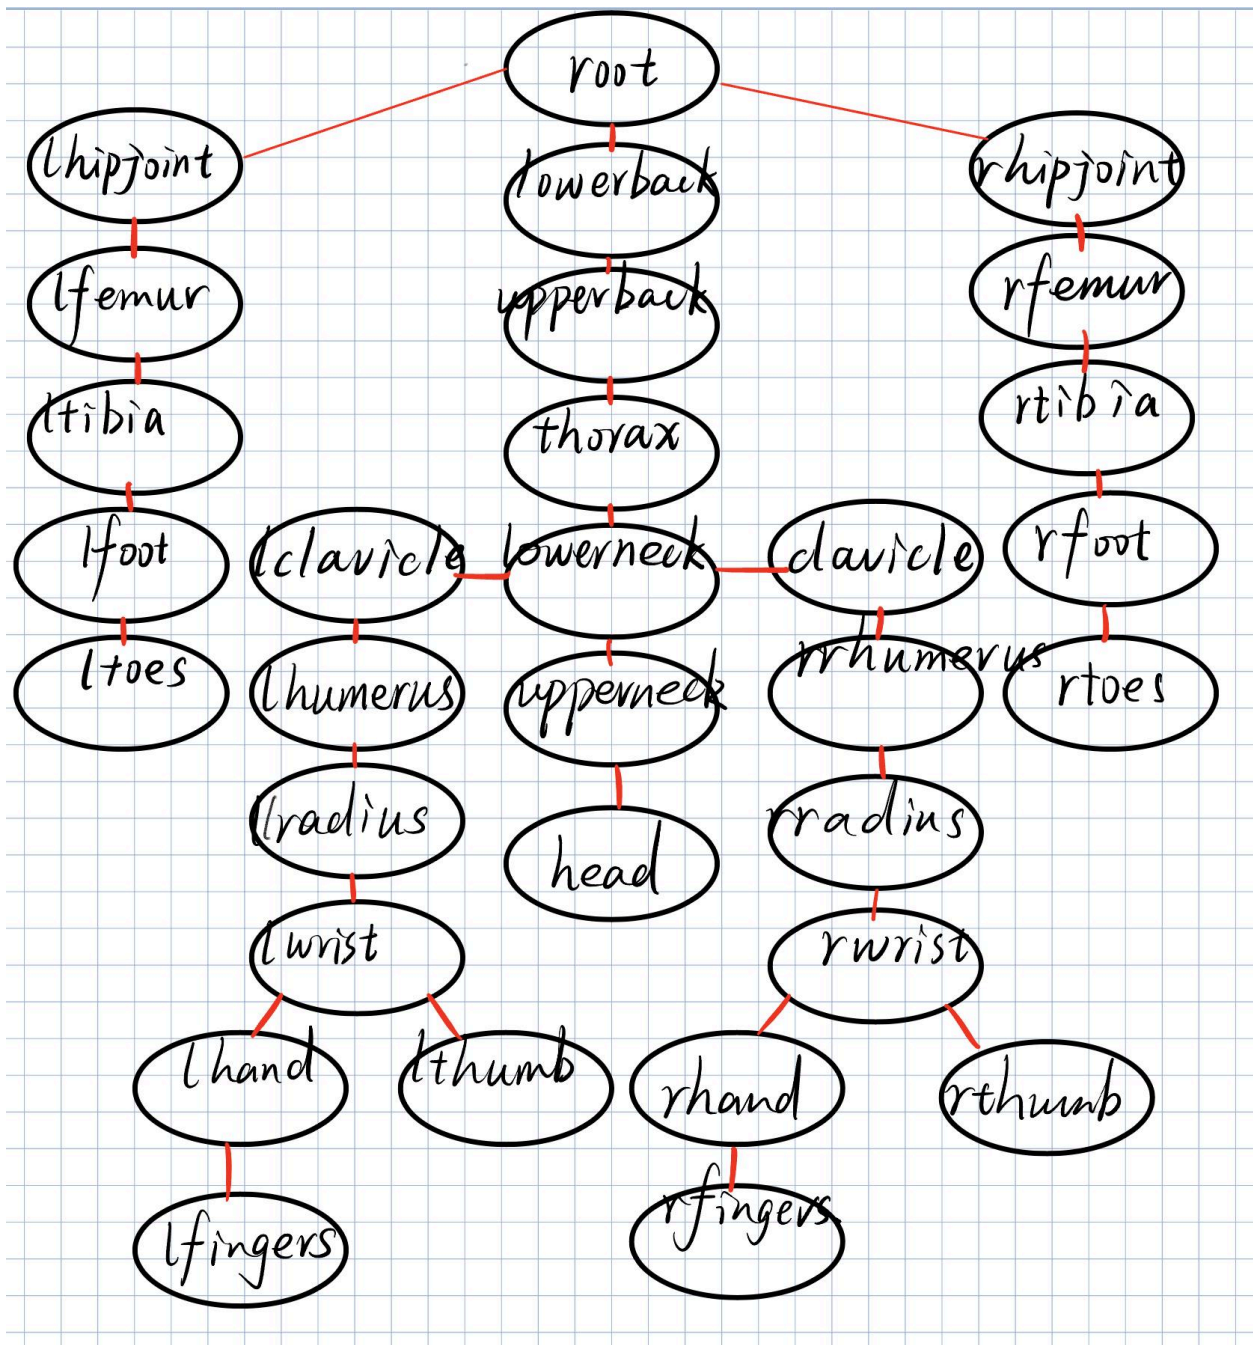 root
lhipjoint
lowerback
rhipjoint
lfemur
upperback
rfemur
ltibia
thorax
rtibia
lfoot
lclavicle
lowerneck
clavicle
rfoot
ltoes
lhumerus
upperneck
rrhumerus
rtoes
lradius
head
rradius
lwrist
rwrist
lhand
lthumb
rhand
rthumb
lfingers
rfingers